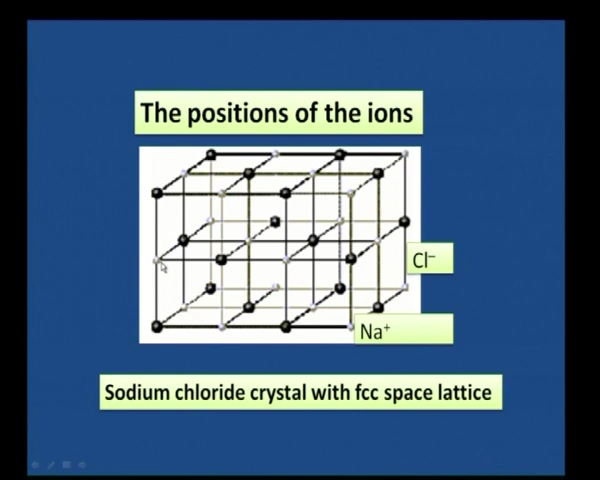 The positions of the ions
Cl⁻
Na⁺
Sodium chloride crystal with fcc space lattice